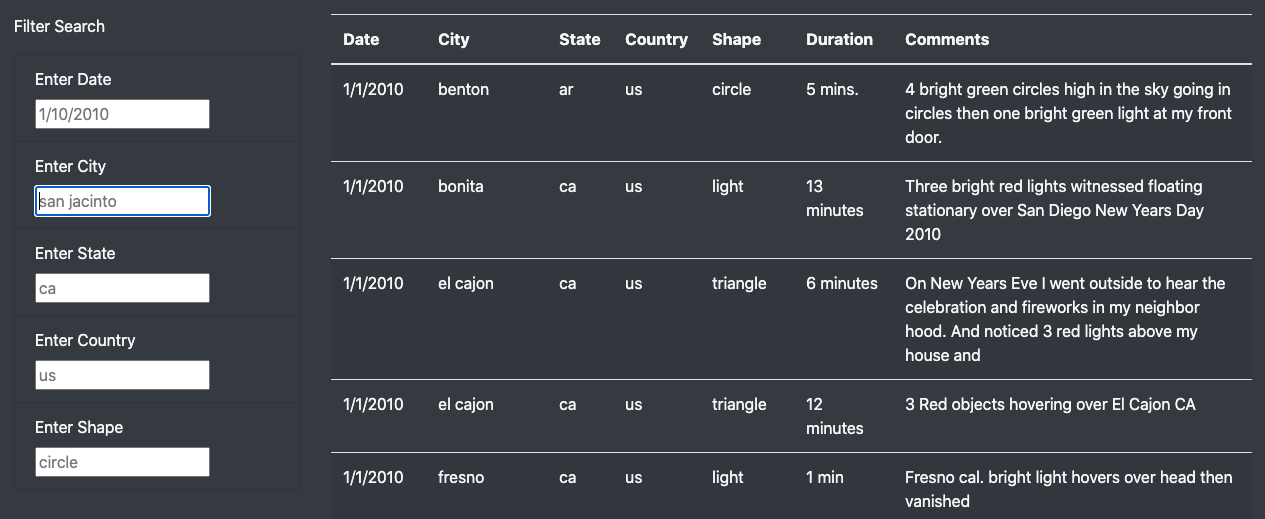 Filter Search
Enter Date
1/10/2010
Enter City
san jacinto
Enter State
ca
Enter Country
us
Enter Shape
circle
Date City State Country Shape Duration Comments
1/1/2010 benton ar us circle 5 mins. 4 bright green circles high in the sky going in
circles then one bright green light at my front
door.
1/1/2010 bonita ca us light 13 Three bright red lights witnessed floating
minutes stationary over San Diego New Years Day
2010
1/1/2010 el cajon ca us triangle 6 minutes On New Years Eve I went outside to hear the
celebration and fireworks in my neighbor
hood. And noticed 3 red lights above my
house and
1/1/2010 el cajon ca us triangle 12 3 Red objects hovering over El Cajon CA
minutes
1/1/2010 fresno ca us light 1 min Fresno cal. bright light hovers over head then
vanished